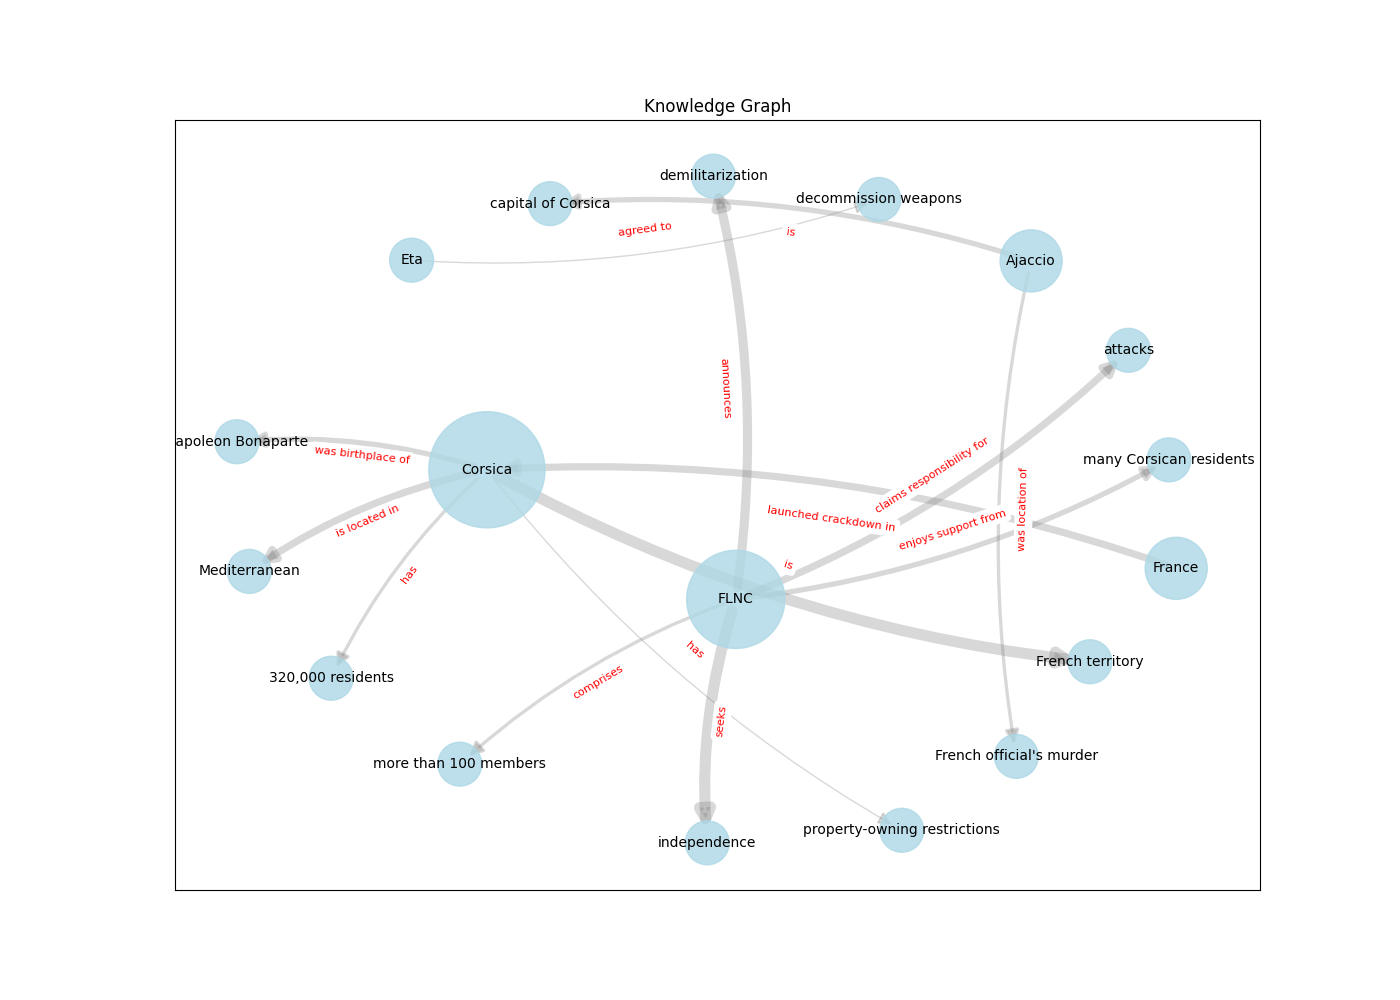 Knowledge Graph
demilitarization
decommission weapons
capital of Corsica
agreed to
is
Eta
Ajaccio
attacks
announces
apoleon Bonaparte
was birthplace of
Corsica
claims responsibility for
many Corsican residents
is located in
launched crackdown in
enjoys support from
was location of
Mediterranean
has
is
France
FLNC
has
French territory
320,000 residents
comprises
seeks
more than 100 members
French official's murder
property-owning restrictions
independence